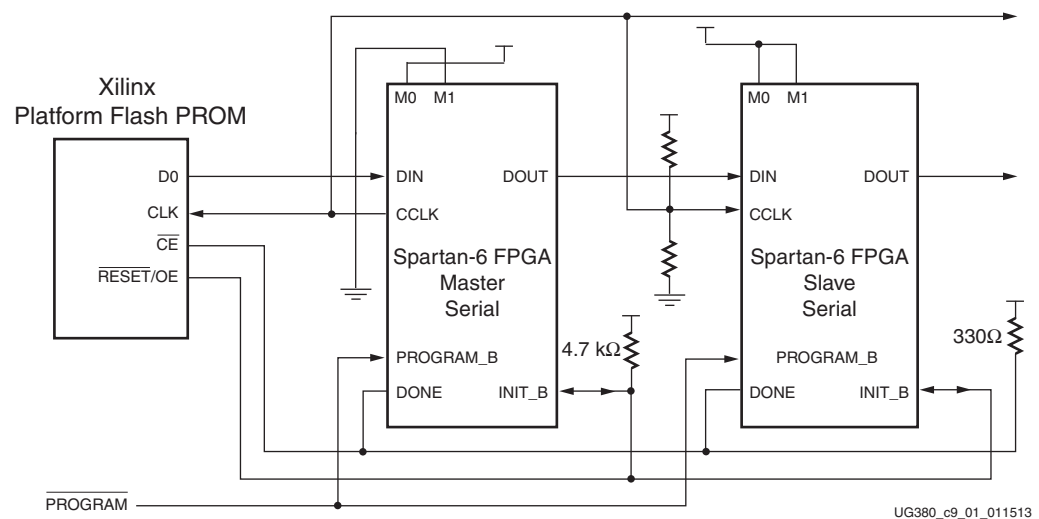 Xilinx
Platform Flash PROM
D0
CLK
CE
RESET/OE
M0 M1
DIN DOUT
CCLK
Spartan-6 FPGA
Master
Serial
PROGRAM_B
DONE INIT_B
4.7 kΩ
M0 M1
DIN DOUT
CCLK
Spartan-6 FPGA
Slave
Serial
PROGRAM_B
DONE INIT_B
330Ω
PROGRAM
UG380_c9_01_011513